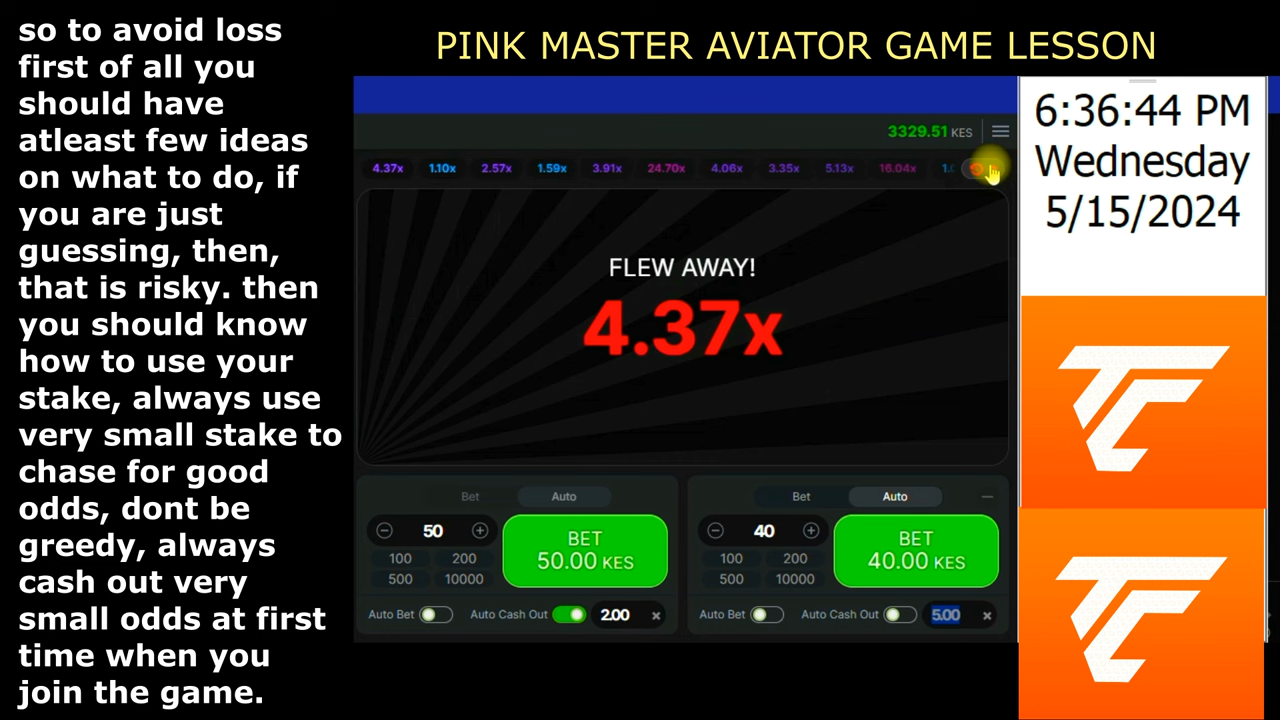 so to avoid loss
first of all you
should have
atleast few ideas
on what to do, if
you are just
guessing, then,
that is risky. then
you should know
how to use your
stake, always use
very small stake to
chase for good
odds, dont be
greedy, always
cash out very
small odds at first
time when you
join the game.
PINK MASTER AVIATOR GAME LESSON
3329.51 KES
4.37x 1.10x 2.57x 1.59x 3.91x 24.70x 4.06x 3.35x 5.13x 16.04x
FLEW AWAY!
4.37x
Bet Auto
50
BET
50.00 KES
100 200
500 10000
Auto Bet Auto Cash Out 2.00 ×
Bet Auto
40
BET
40.00 KES
100 200
500 10000
Auto Bet Auto Cash Out 5.00 ×
6:36:44 PM
Wednesday
5/15/2024